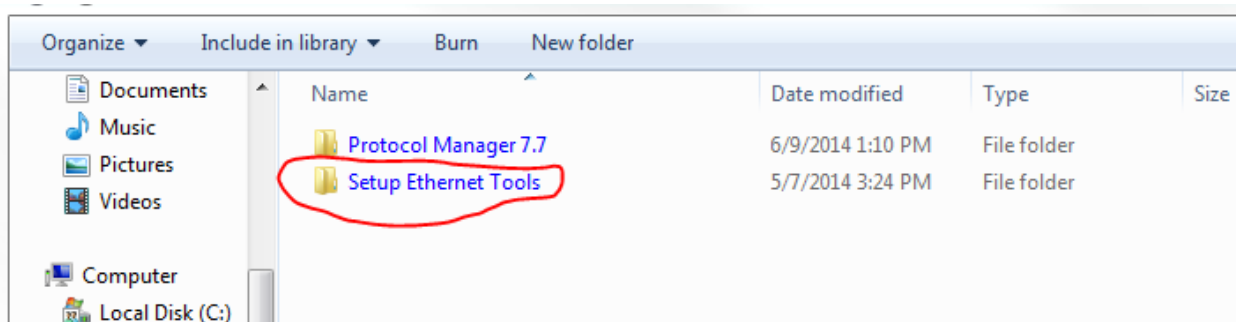 Organize Include in library Burn New folder
Documents
Music
Pictures
Videos
Computer
Local Disk (C:)
Name Date modified Type Size
Protocol Manager 7.7 6/9/2014 1:10 PM File folder
Setup Ethernet Tools 5/7/2014 3:24 PM File folder